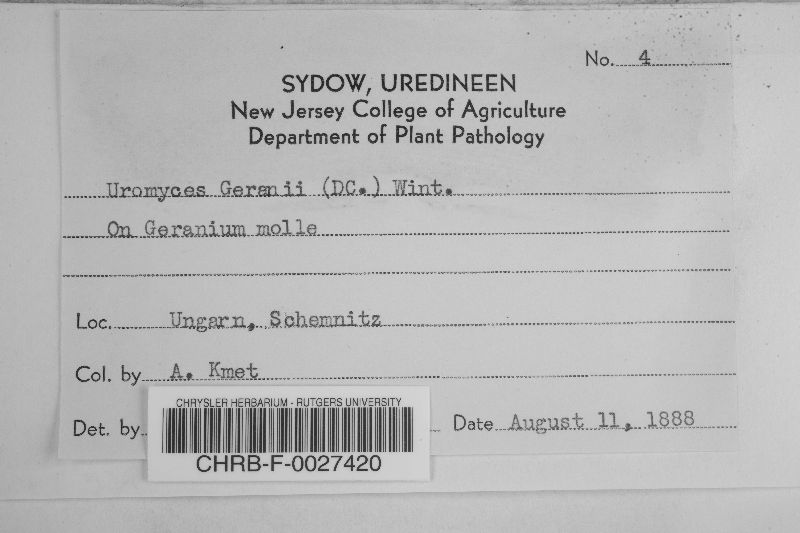 No. 4
SYDOW, UREDINEEN
New Jersey College of Agriculture
Department of Plant Pathology
Uromyces Geranii (DC.) Wint.
On Geranium molle
Loc. Ungarn, Schemnitz
Col. by A. Kmet
Det. by
Date August 11, 1888
CHRYSLER HERBARIUM - RUTGERS UNIVERSITY
CHRB-F-0027420